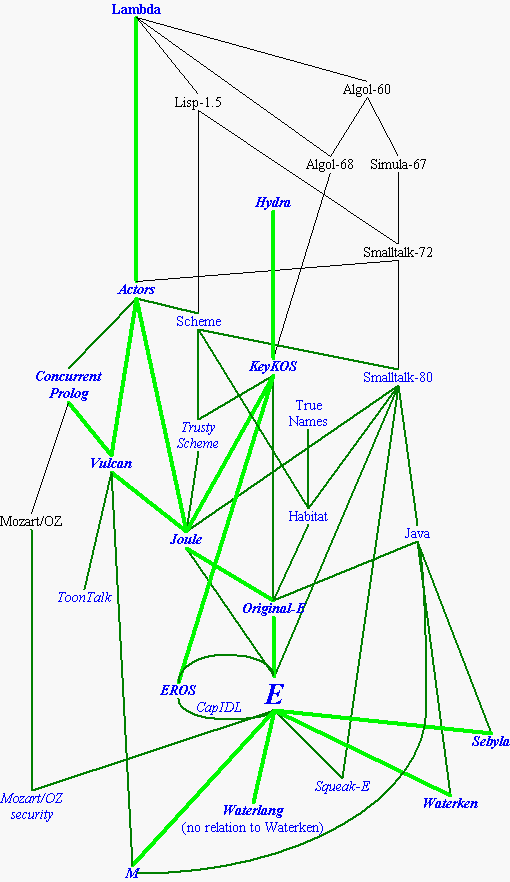 Lambda
Algol-60
Lisp-1.5
Algol-68
Simula-67
Hydra
Smalltalk-72
Actors
Scheme
KeyKOS
Smalltalk-80
Concurrent
Prolog
True
Names
Trusty
Scheme
Vulcan
Mozart/OZ
Habitat
Java
Joule
ToonTalk
Original-E
EROS
E
CapIDL
Sebyla
Squeak-E
Mozart/OZ
security
Waterken
Waterlang
(no relation to Waterken)
M